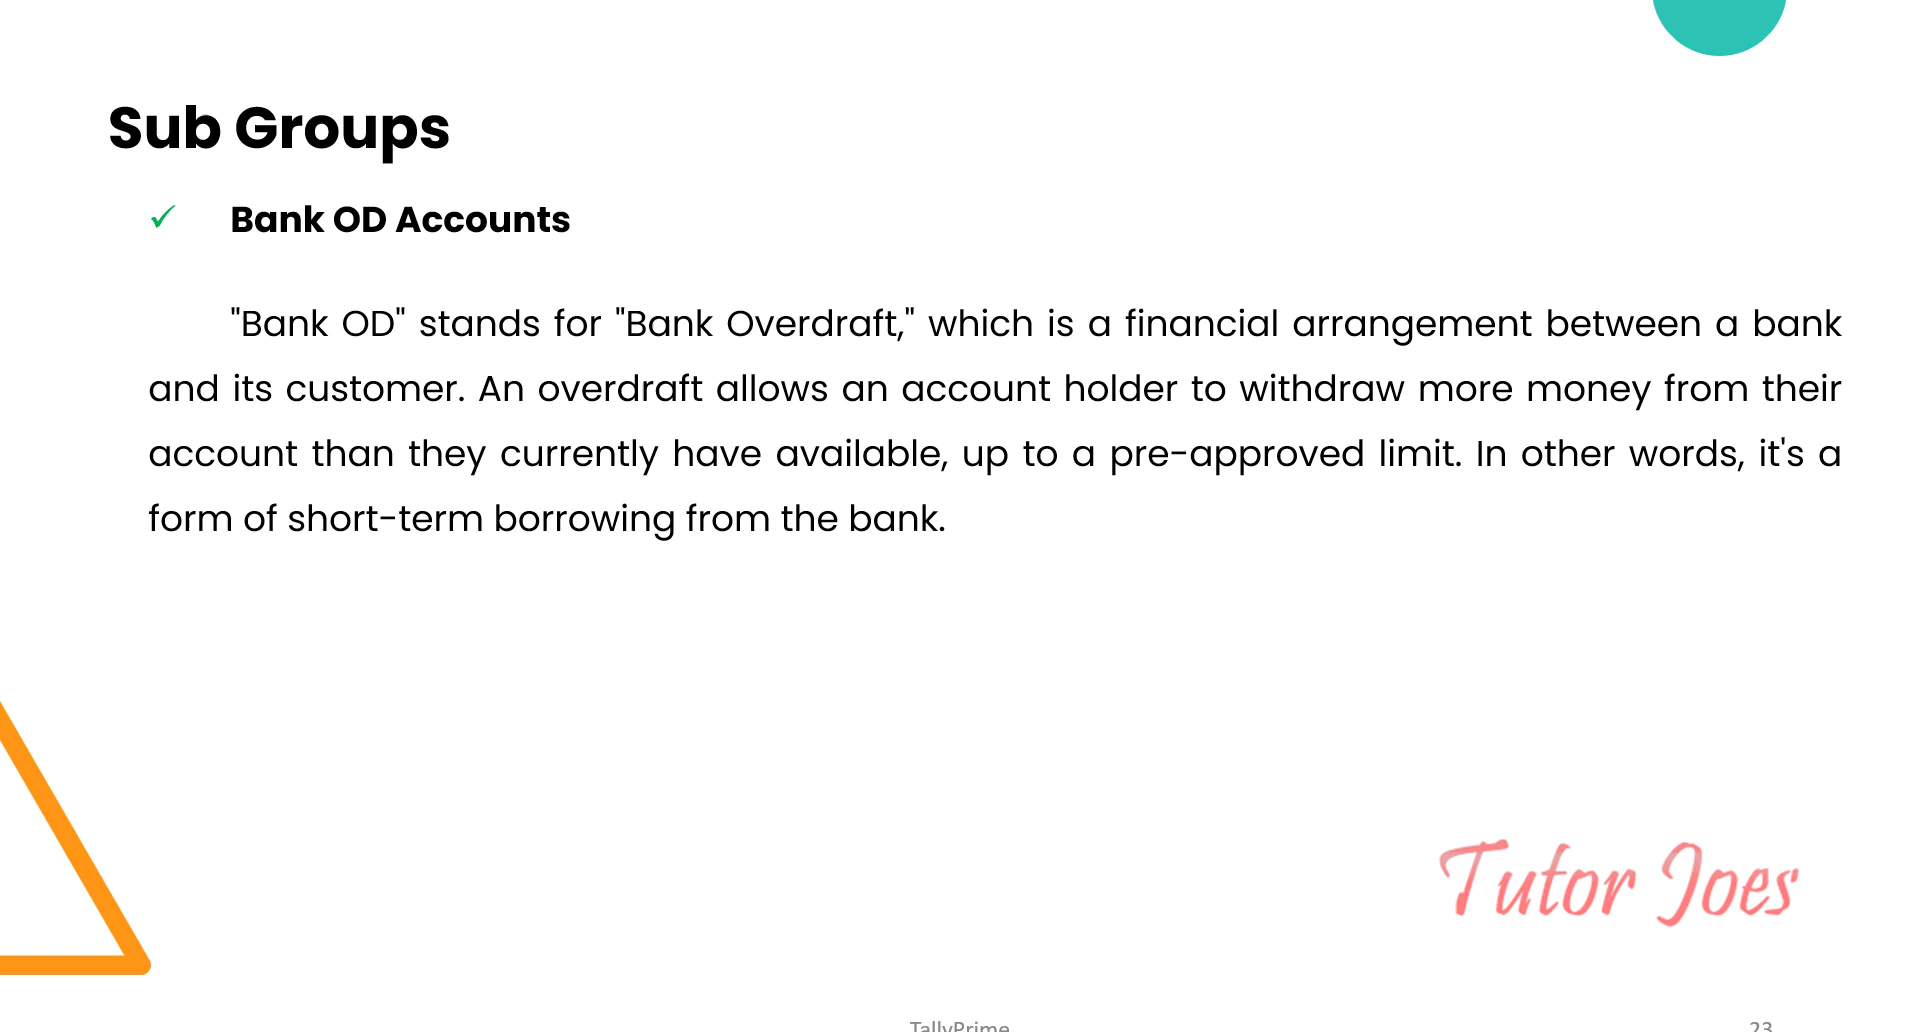 Sub Groups
✓ Bank OD Accounts
"Bank OD" stands for "Bank Overdraft," which is a financial arrangement between a bank
and its customer. An overdraft allows an account holder to withdraw more money from their
account than they currently have available, up to a pre-approved limit. In other words, it's a
form of short-term borrowing from the bank.
Tutor Joes
TallyPrime
23